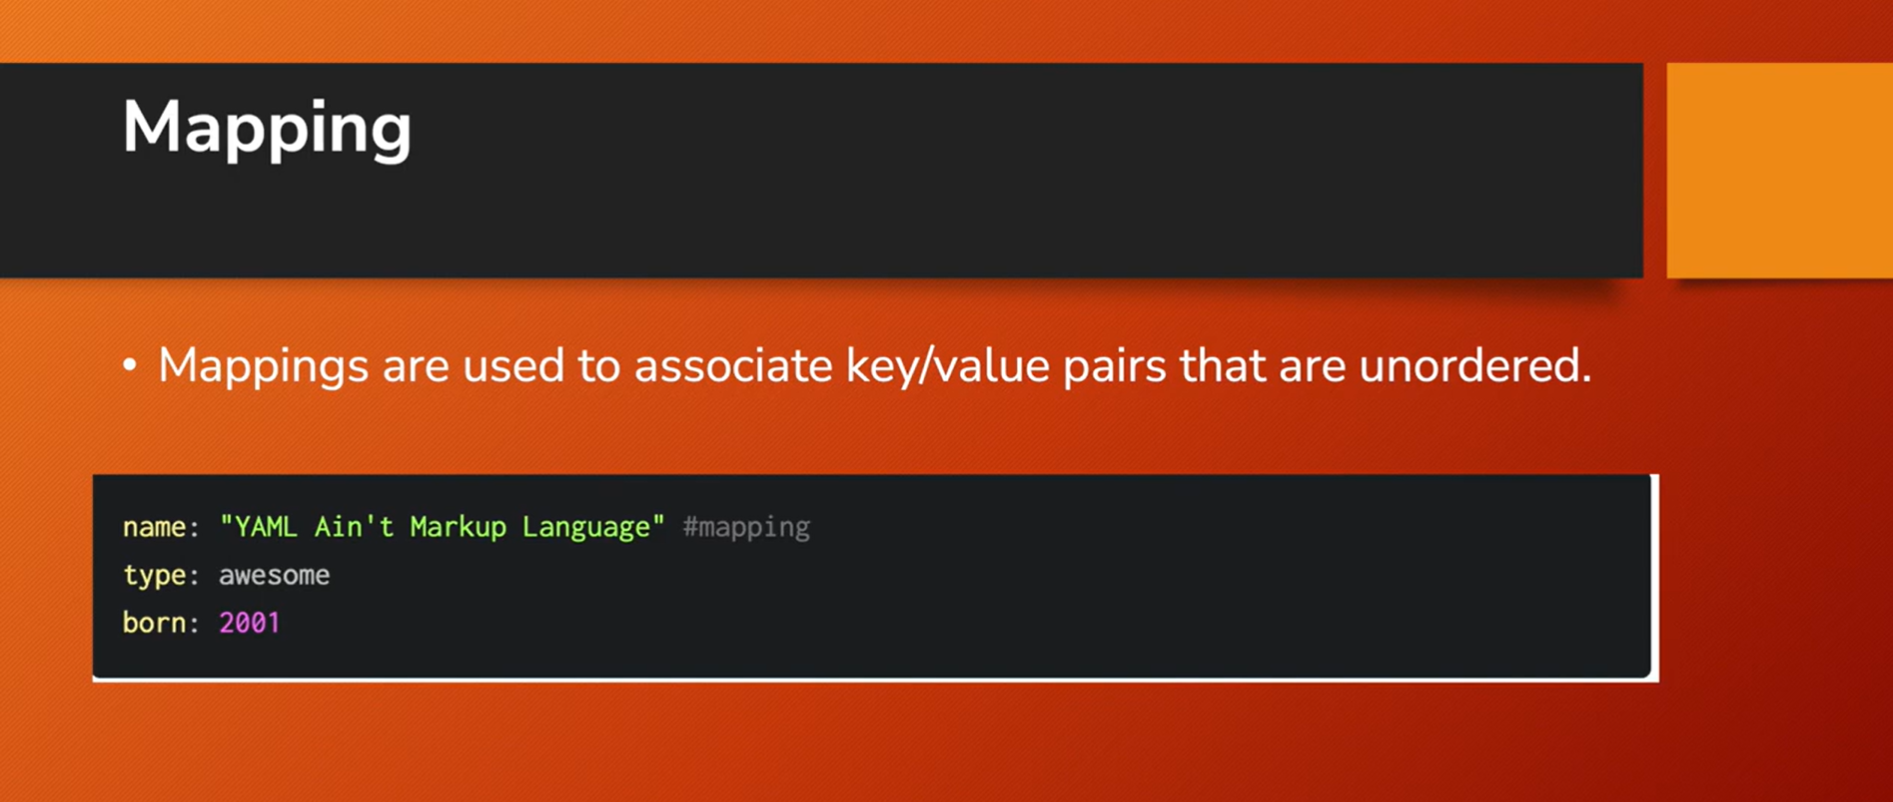 Mapping
• Mappings are used to associate key/value pairs that are unordered.
name: "YAML Ain't Markup Language" #mapping
type: awesome
born: 2001